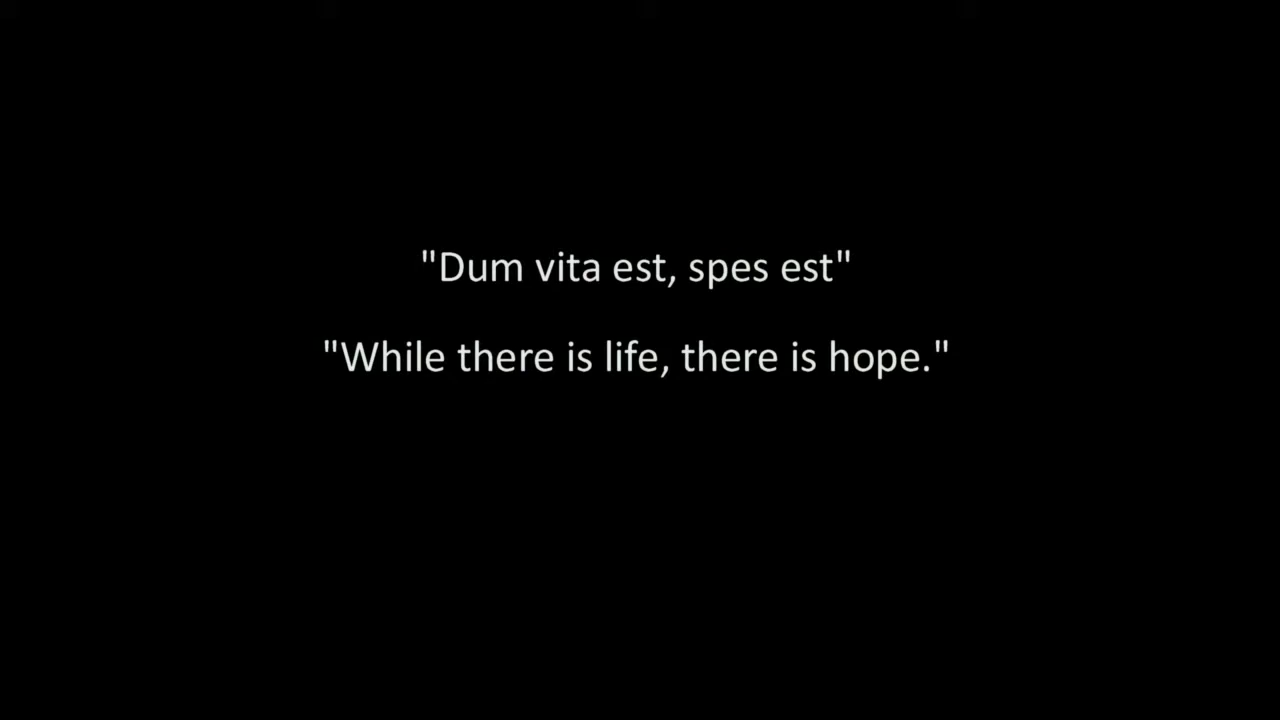 "Dum vita est, spes est"
"While there is life, there is hope."